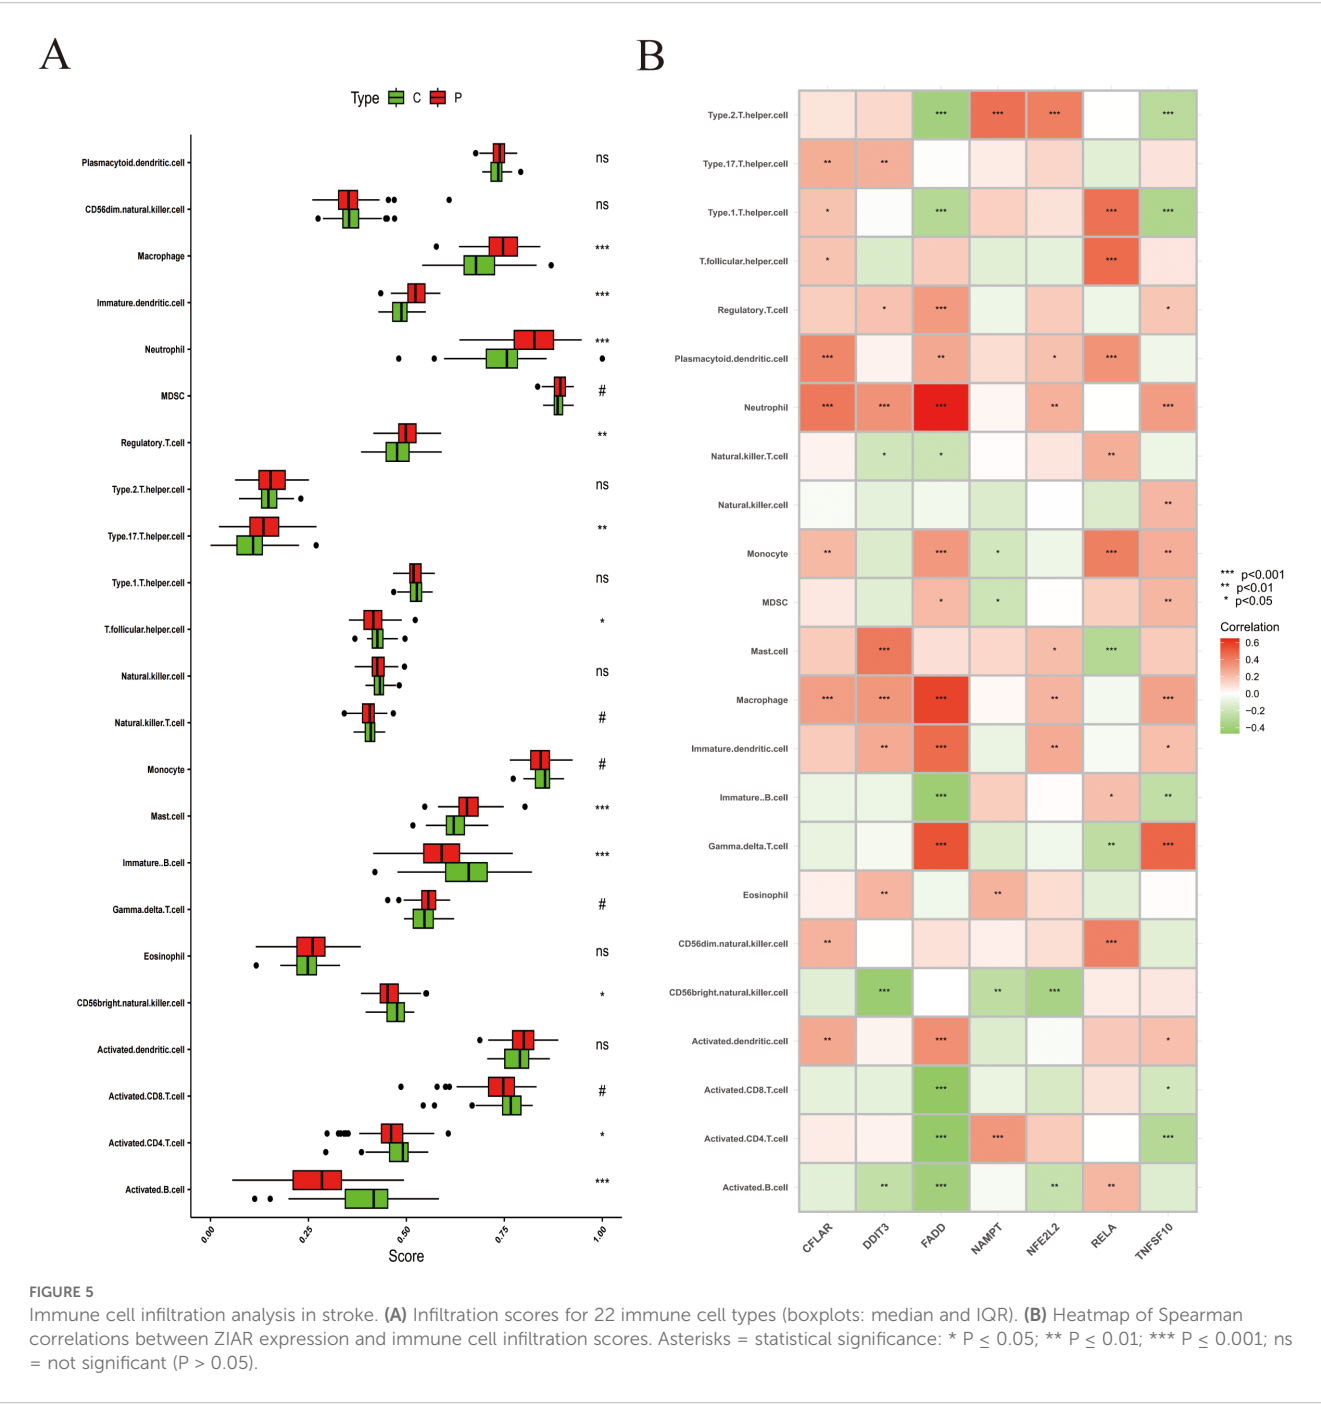 A
B
Type C P
Plasmacytoid.dendritic.cell ns
CD56dim.natural.killer.cell ns
Macrophage ***
Immature.dendritic.cell ***
Neutrophil ***
MDSC #
Regulatory.T.cell **
Type.2.T.helper.cell ns
Type.17.T.helper.cell **
Type.1.T.helper.cell ns
T.follicular.helper.cell *
Natural.killer.cell ns
Natural.killer.T.cell #
Monocyte #
Mast.cell ***
Immature..B.cell ***
Gamma.delta.T.cell #
Eosinophil ns
CD56bright.natural.killer.cell *
Activated.dendritic.cell ns
Activated.CD8.T.cell #
Activated.CD4.T.cell *
Activated.B.cell ***
0.00 0.25 0.50 0.75 1.00
Score
Type.2.T.helper.cell *** *** *** ***
Type.17.T.helper.cell ** **
Type.1.T.helper.cell * *** *** ***
T.follicular.helper.cell * ***
Regulatory.T.cell * *** *
Plasmacytoid.dendritic.cell *** ** * ***
Neutrophil *** *** *** ** ***
Natural.killer.T.cell * * **
Natural.killer.cell **
Monocyte ** *** * *** **
MDSC * * **
Mast.cell *** * ***
Macrophage *** *** *** ** ***
Immature.dendritic.cell ** *** ** *
Immature..B.cell *** * **
Gamma.delta.T.cell *** ** ***
Eosinophil ** **
CD56dim.natural.killer.cell ** ***
CD56bright.natural.killer.cell *** ** ***
Activated.dendritic.cell ** *** *
Activated.CD8.T.cell *** *
Activated.CD4.T.cell *** *** ***
Activated.B.cell ** *** ** **
CFLAR DDIT3 FADD NAMPT NFE2L2 RELA TNFSF10
*** p<0.001
** p<0.01
* p<0.05
Correlation
0.6
0.4
0.2
0.0
−0.2
−0.4
FIGURE 5
Immune cell infiltration analysis in stroke. (A) Infiltration scores for 22 immune cell types (boxplots: median and IQR). (B) Heatmap of Spearman
correlations between ZIAR expression and immune cell infiltration scores. Asterisks = statistical significance: * P ≤ 0.05; ** P ≤ 0.01; *** P ≤ 0.001; ns
= not significant (P > 0.05).